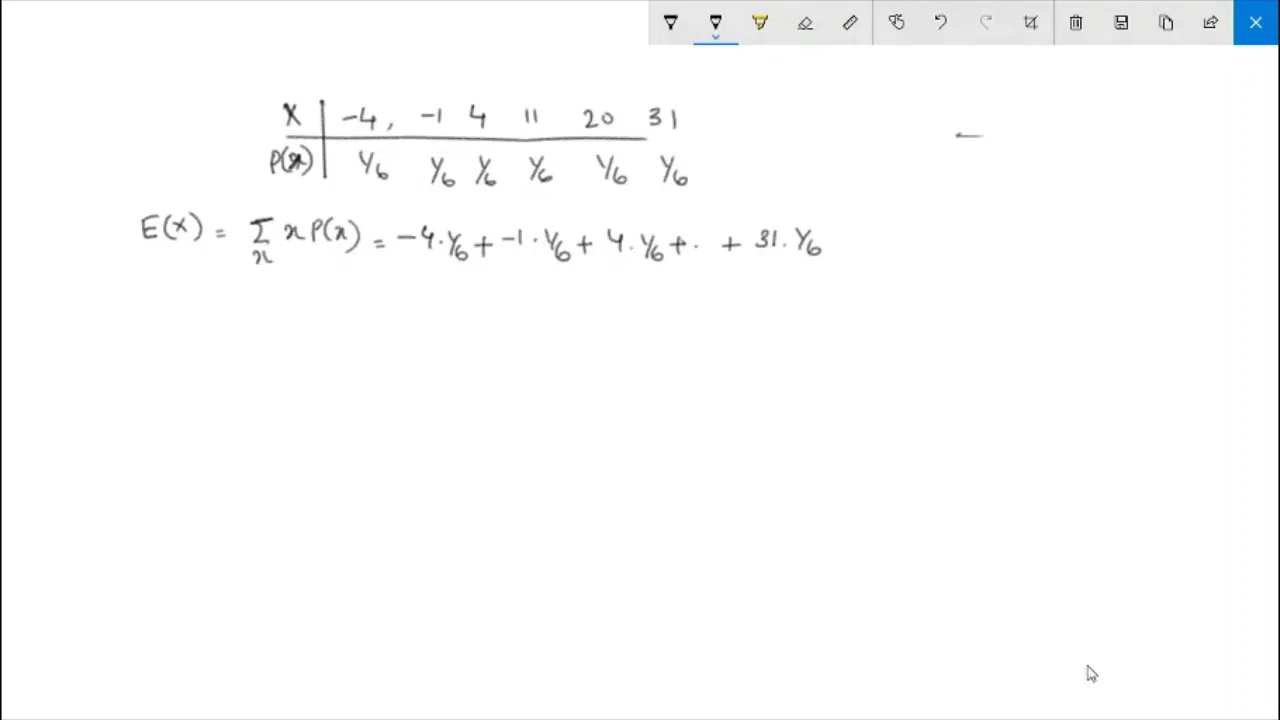 X | -4, -1 4 11 20 31
P(x) | 1/6 1/6 1/6 1/6 1/6 1/6
E(x) = Σx x P(x) = -4.1/6 + -1.1/6 + 4.1/6 + . + 31.1/6